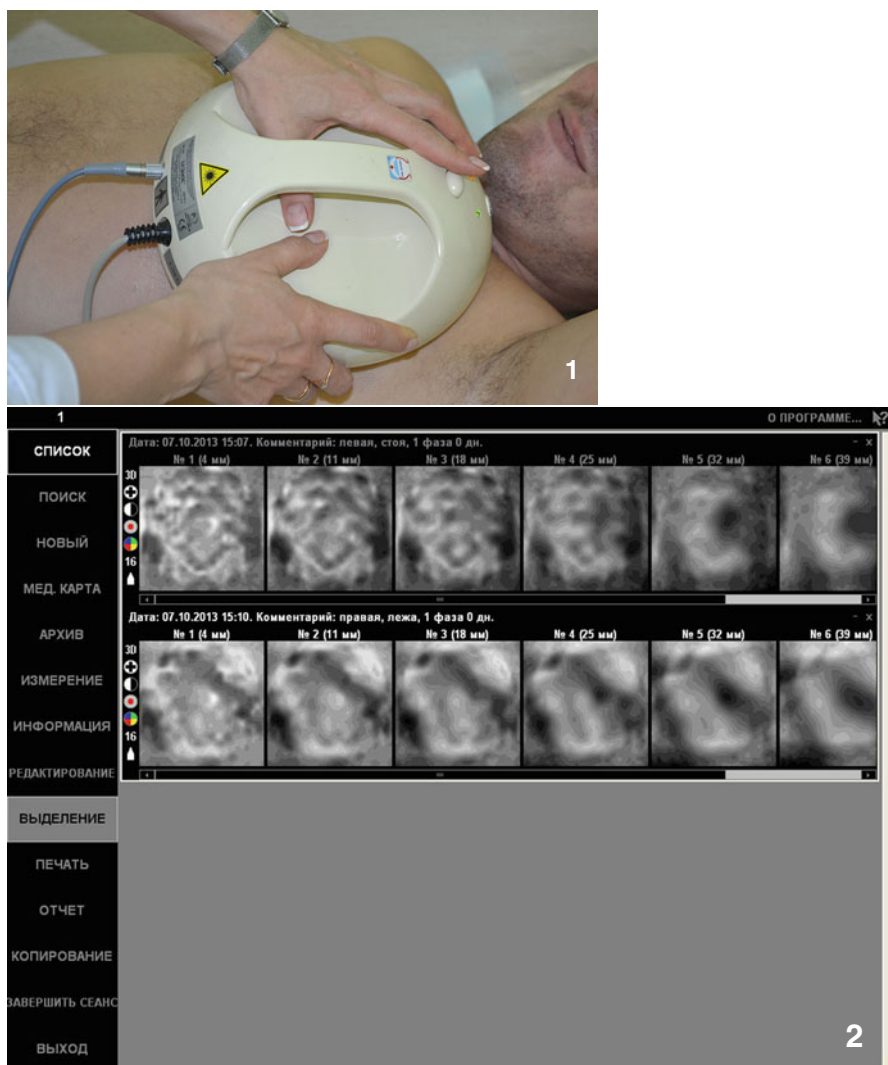 1
1
О ПРОГРАММЕ...
СПИСОК
ПОИСК
НОВЫЙ
МЕД. КАРТА
АРХИВ
ИЗМЕРЕНИЕ
ИНФОРМАЦИЯ
РЕДАКТИРОВАНИЕ
ВЫДЕЛЕНИЕ
ПЕЧАТЬ
ОТЧЕТ
КОПИРОВАНИЕ
ЗАВЕРШИТЬ СЕАНС
ВЫХОД
Дата: 07.10.2013 15:07. Комментарий: левая, стоя, 1 фаза 0 дн.
№ 1 (4 мм) № 2 (11 мм) № 3 (18 мм) № 4 (25 мм) № 5 (32 мм) № 6 (39 мм)
3D
16
Дата: 07.10.2013 15:10. Комментарий: правая, лежа, 1 фаза 0 дн.
№ 1 (4 мм) № 2 (11 мм) № 3 (18 мм) № 4 (25 мм) № 5 (32 мм) № 6 (39 мм)
3D
16
2